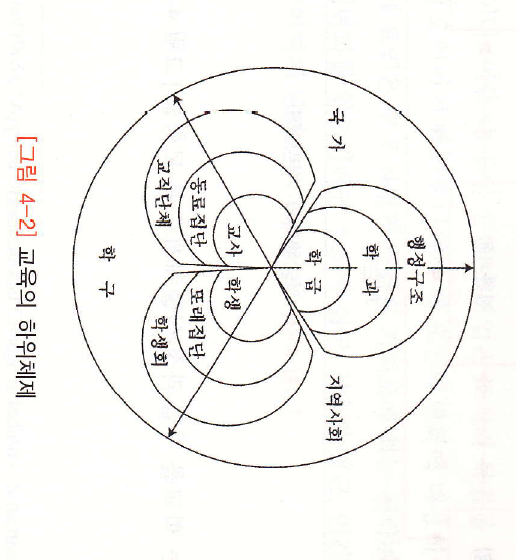 행정구조
학 과
국 가
지역사회
학 급
교사
학생
동료집단
또래집단
교직단체
학생회
학 구
[그림 4-2] 교육의 하위체제